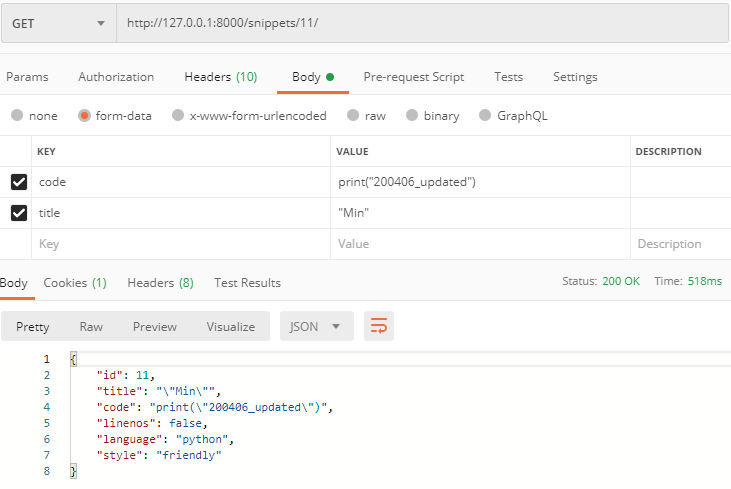 GET http://127.0.0.1:8000/snippets/11/
Params Authorization Headers (10) Body Pre-request Script Tests Settings
none form-data x-www-form-urlencoded raw binary GraphQL
KEY VALUE DESCRIPTION
code print("200406_updated")
title "Min"
Key Value Description
Body Cookies (1) Headers (8) Test Results Status: 200 OK Time: 518ms
Pretty Raw Preview Visualize JSON
1 {
2 "id": 11,
3 "title": "\"Min\"",
4 "code": "print(\"200406_updated\")",
5 "linenos": false,
6 "language": "python",
7 "style": "friendly"
8 }